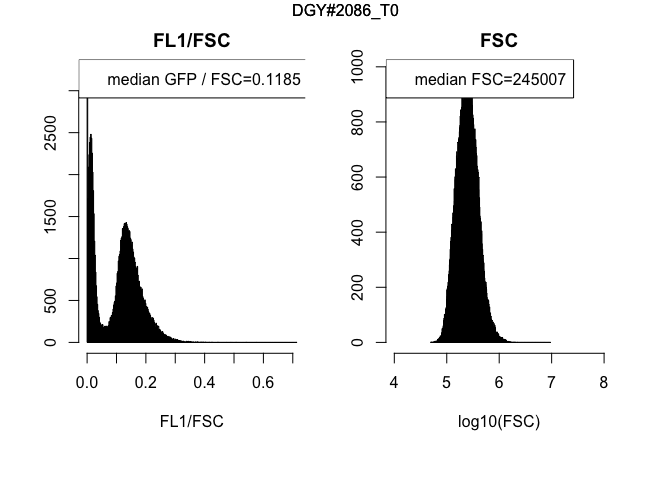 DGY#2086_T0
FL1/FSC
median GFP / FSC=0.1185
2500
1500
500
0
0.0 0.2 0.4 0.6
FL1/FSC
FSC
median FSC=245007
1000
800
600
400
200
0
4 5 6 7 8
log10(FSC)